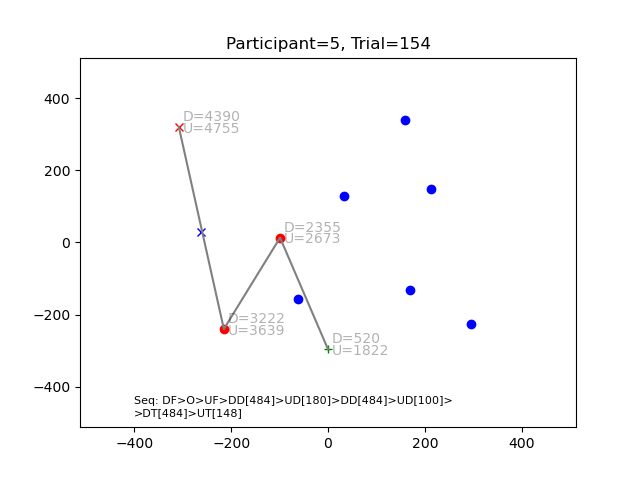 Participant=5, Trial=154
400
200
0
−200
−400
D=4390
U=4755
D=2355
U=2673
D=3222
U=3639
D=520
U=1822
Seq: DF>O>UF>DD[484]>UD[180]>DD[484]>UD[100]>
>DT[484]>UT[148]
−400 −200 0 200 400